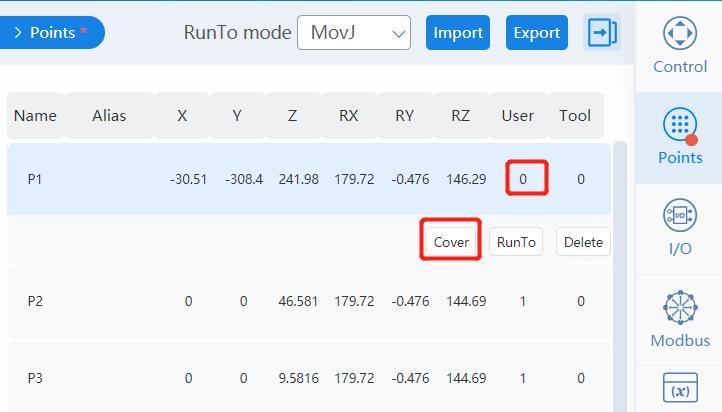 > Points *
RunTo mode MovJ Import Export
Control
Name Alias X Y Z RX RY RZ User Tool
Points
P1 -30.51 -308.4 241.98 179.72 -0.476 146.29 0 0
I/O
Cover RunTo Delete
P2 0 0 46.581 179.72 -0.476 144.69 1 0
Modbus
P3 0 0 9.5816 179.72 -0.476 144.69 1 0
(x)